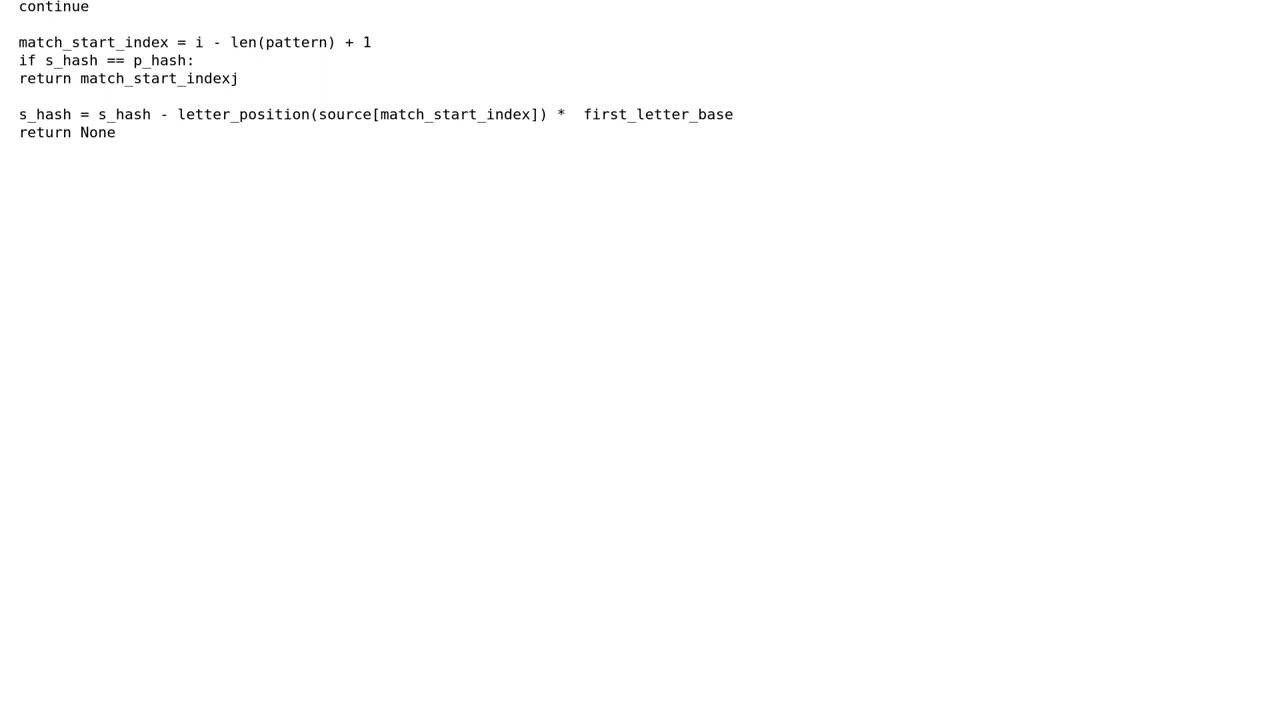 continue

match_start_index = i - len(pattern) + 1
if s_hash == p_hash:
return match_start_indexj

s_hash = s_hash - letter_position(source[match_start_index]) *  first_letter_base
return None